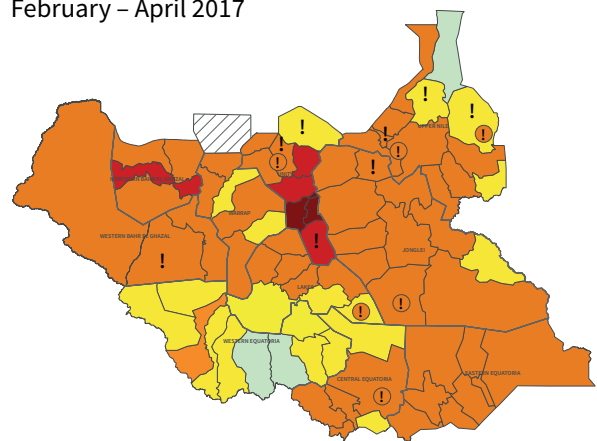 February – April 2017
!
!
!
UPPER NILE
!
!
!
!
!
!
UNITY
NORTHERN BAHR EL GHAZAL
WARRAP
WESTERN BAHR EL GHAZAL
!
!
JONGLEI
LAKES
!
!
WESTERN EQUATORIA
CENTRAL EQUATORIA
EASTERN EQUATORIA
!